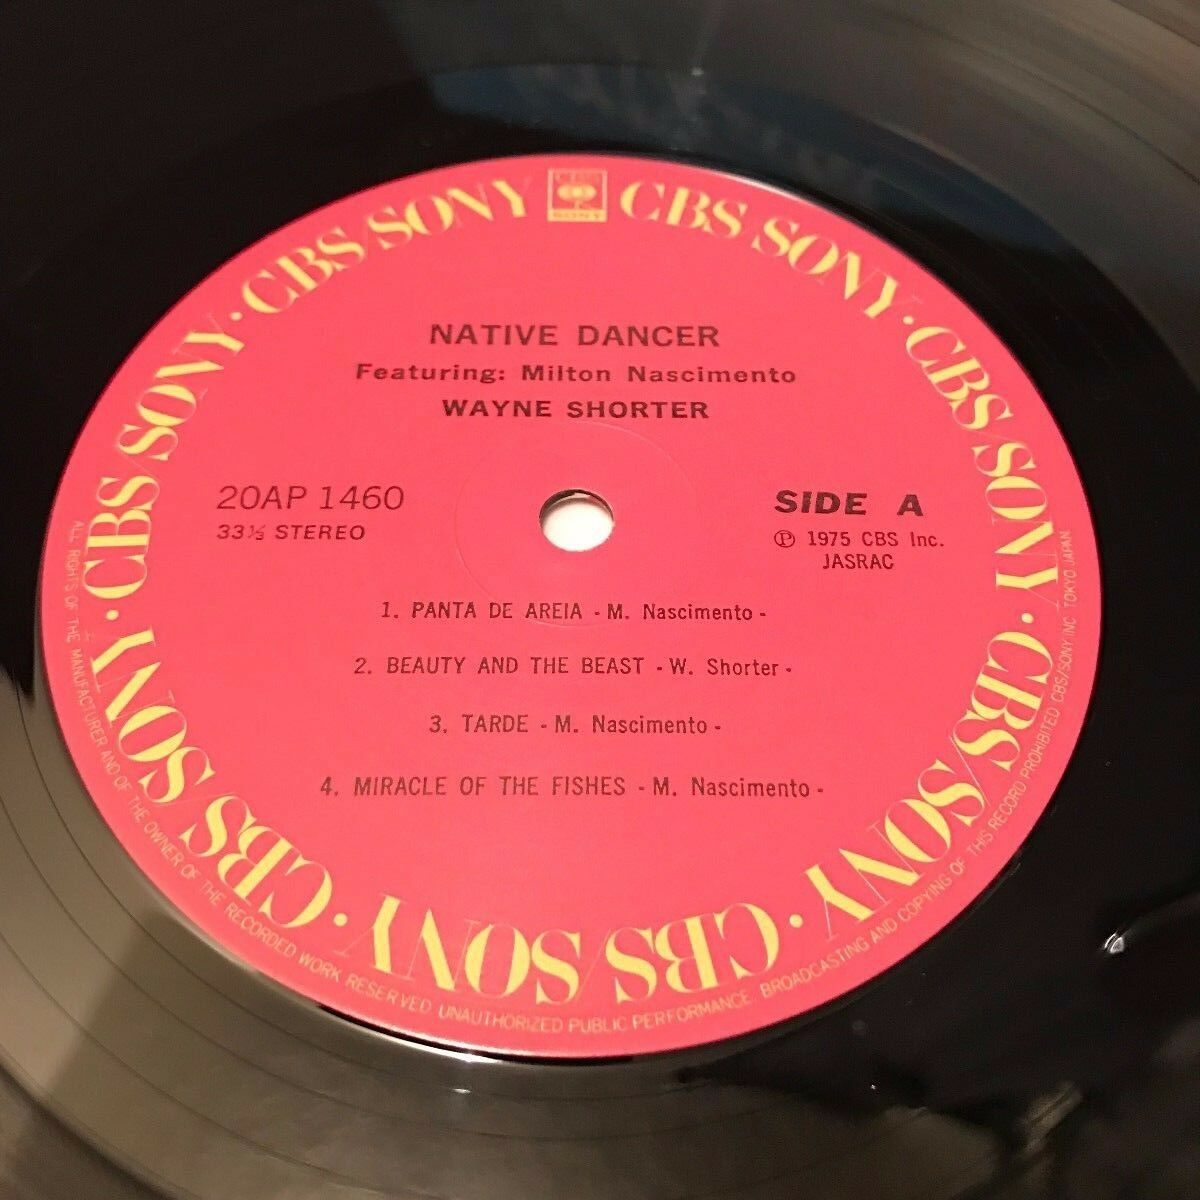 CBS/SONY · CBS/SONY · CBS/SONY · CBS/SONY · CBS/SONY · CBS/SONY · CBS/SONY · CBS/SONY
CBS
SONY
NATIVE DANCER
Featuring: Milton Nascimento
WAYNE SHORTER
20AP 1460
33⅓ STEREO
SIDE A
Ⓟ 1975 CBS Inc.
JASRAC
1. PANTA DE AREIA - M. Nascimento -
2. BEAUTY AND THE BEAST - W. Shorter -
3. TARDE - M. Nascimento -
4. MIRACLE OF THE FISHES - M. Nascimento -
ALL RIGHTS OF THE MANUFACTURER AND OF THE OWNER OF THE RECORDED WORK RESERVED. UNAUTHORIZED PUBLIC PERFORMANCE BROADCASTING AND COPYING OF THIS RECORD PROHIBITED CBS/SONY INC TOKYO JAPAN